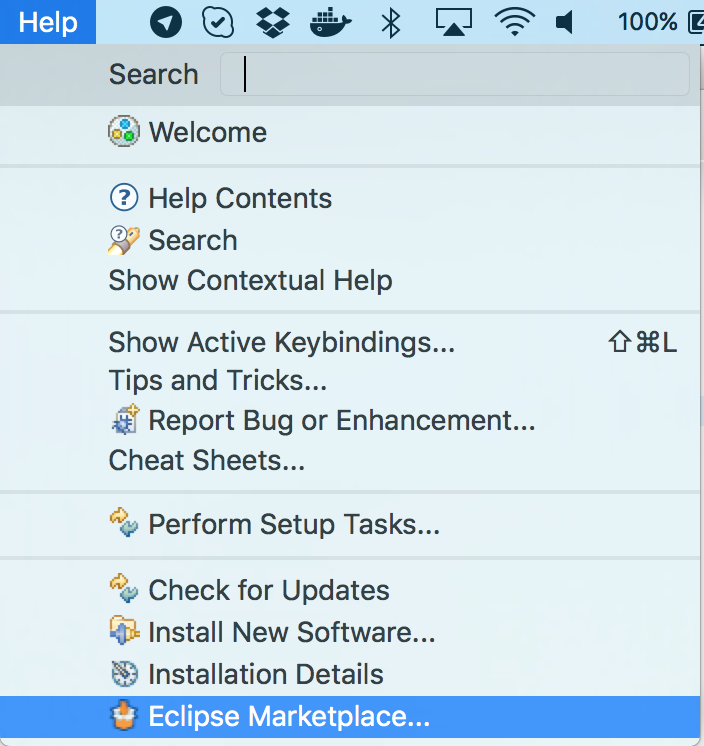 Help 100%
Search
Welcome
Help Contents
Search
Show Contextual Help
Show Active Keybindings... ⇧⌘L
Tips and Tricks...
Report Bug or Enhancement...
Cheat Sheets...
Perform Setup Tasks...
Check for Updates
Install New Software...
Installation Details
Eclipse Marketplace...